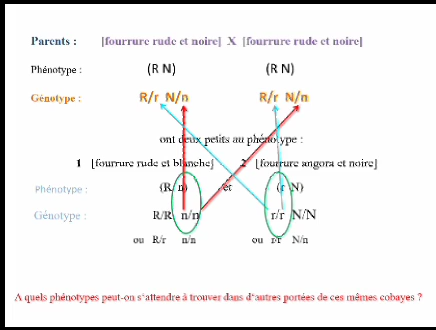 Parents : [fourrure rude et noire] X [fourrure rude et noire]
Phénotype : (R N) (R N)
Génotype : R/r N/n R/r N/n
ont deux petits au phénotype :
1 [fourrure rude et blanche] 2 [fourrure angora et noire]
Phénotype : (R n) et (r N)
Génotype : R/R n/n r/r N/N
ou R/r n/n ou r/r N/n
A quels phénotypes peut-on s'attendre à trouver dans d'autres portées de ces mêmes cobayes ?